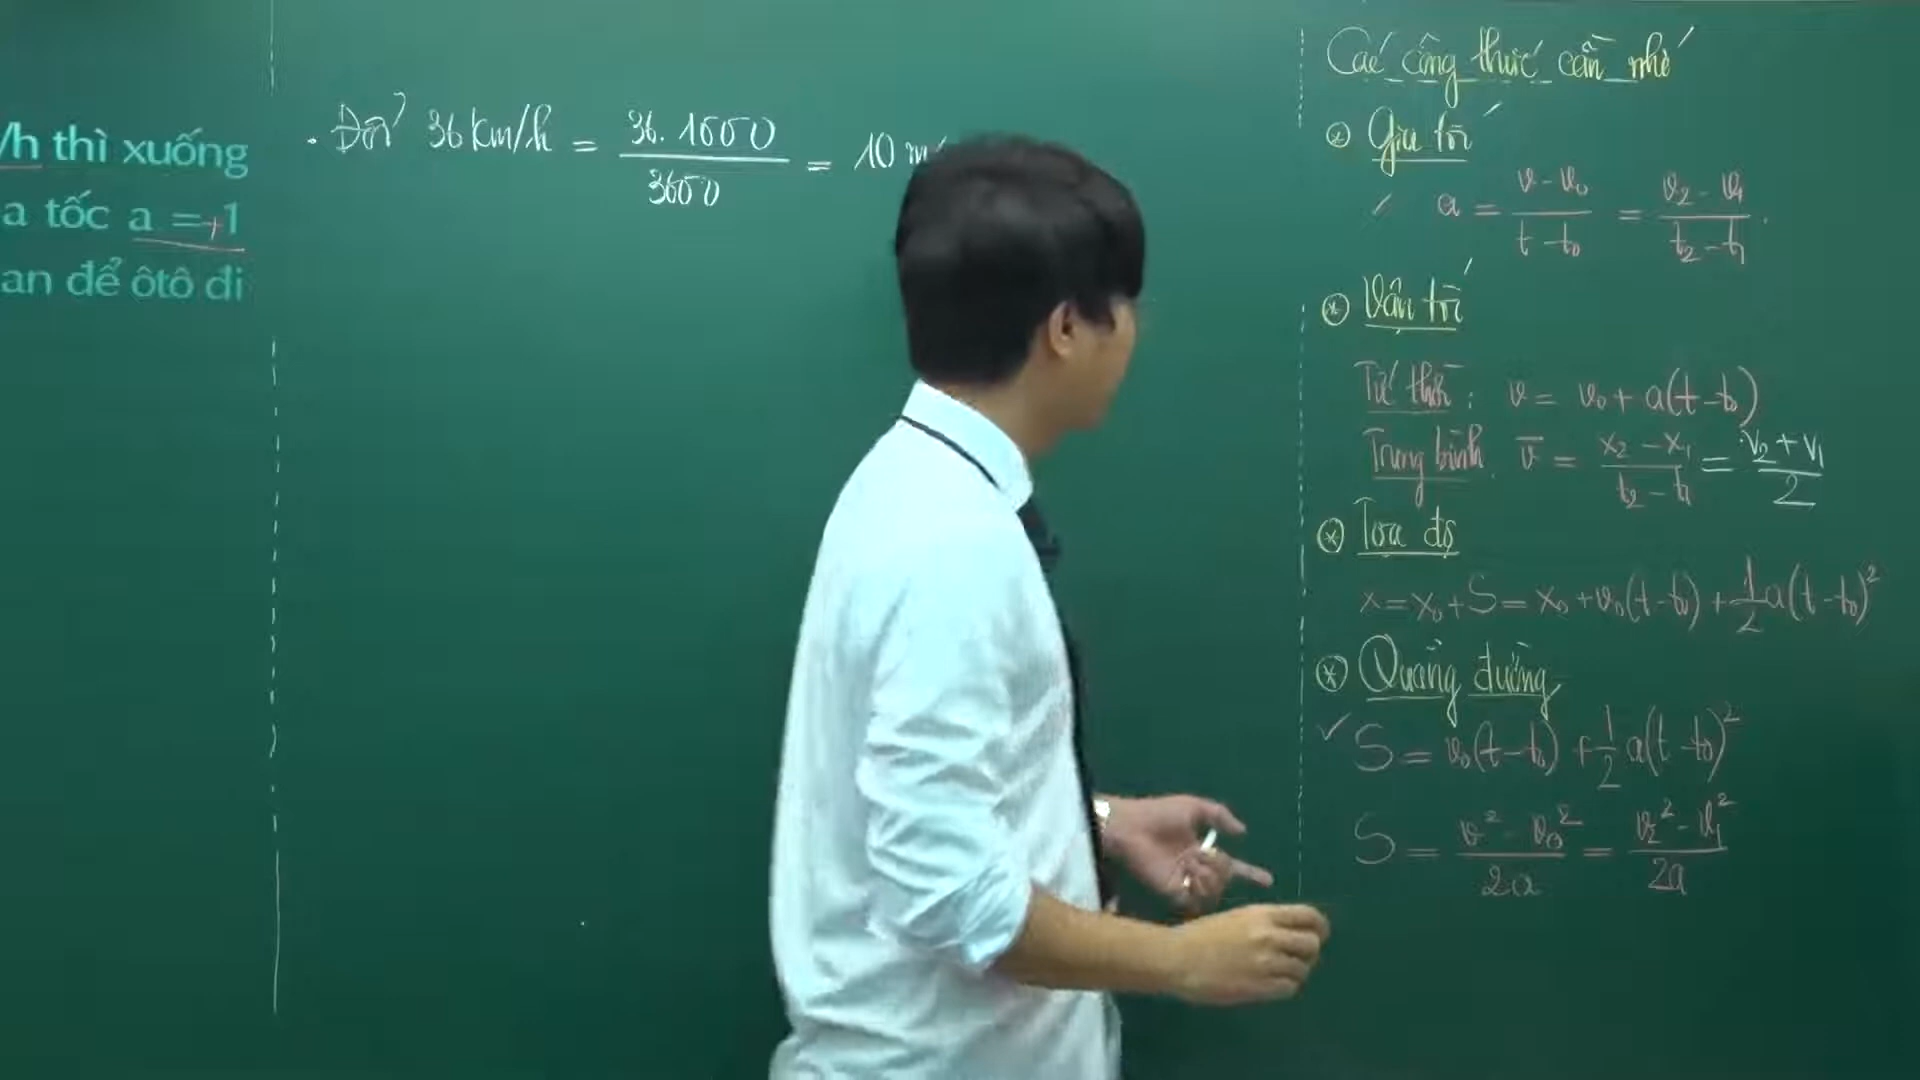 /h thì xuống
a tốc a = +1
an để ôtô đi
. Đổi 36 km/h = 36.1000 / 3600 = 10 m/
Các công thức cần nhớ
* Gia tốc
a = v - v₀ / t - t₀ = v₂ - v₁ / t₂ - t₁ .
* Vận tốc
Tức thời : v = v₀ + a(t - t₀)
Trung bình v̅ = x₂ - x₁ / t₂ - t₁ = v₂ + v₁ / 2
* Tọa độ
x = x₀ + S = x₀ + v₀(t - t₀) + 1/2 a(t - t₀)²
* Quãng đường
✓ S = v₀(t - t₀) + 1/2 a(t - t₀)²
S = v² - v₀² / 2a = v₂² - v₁² / 2a